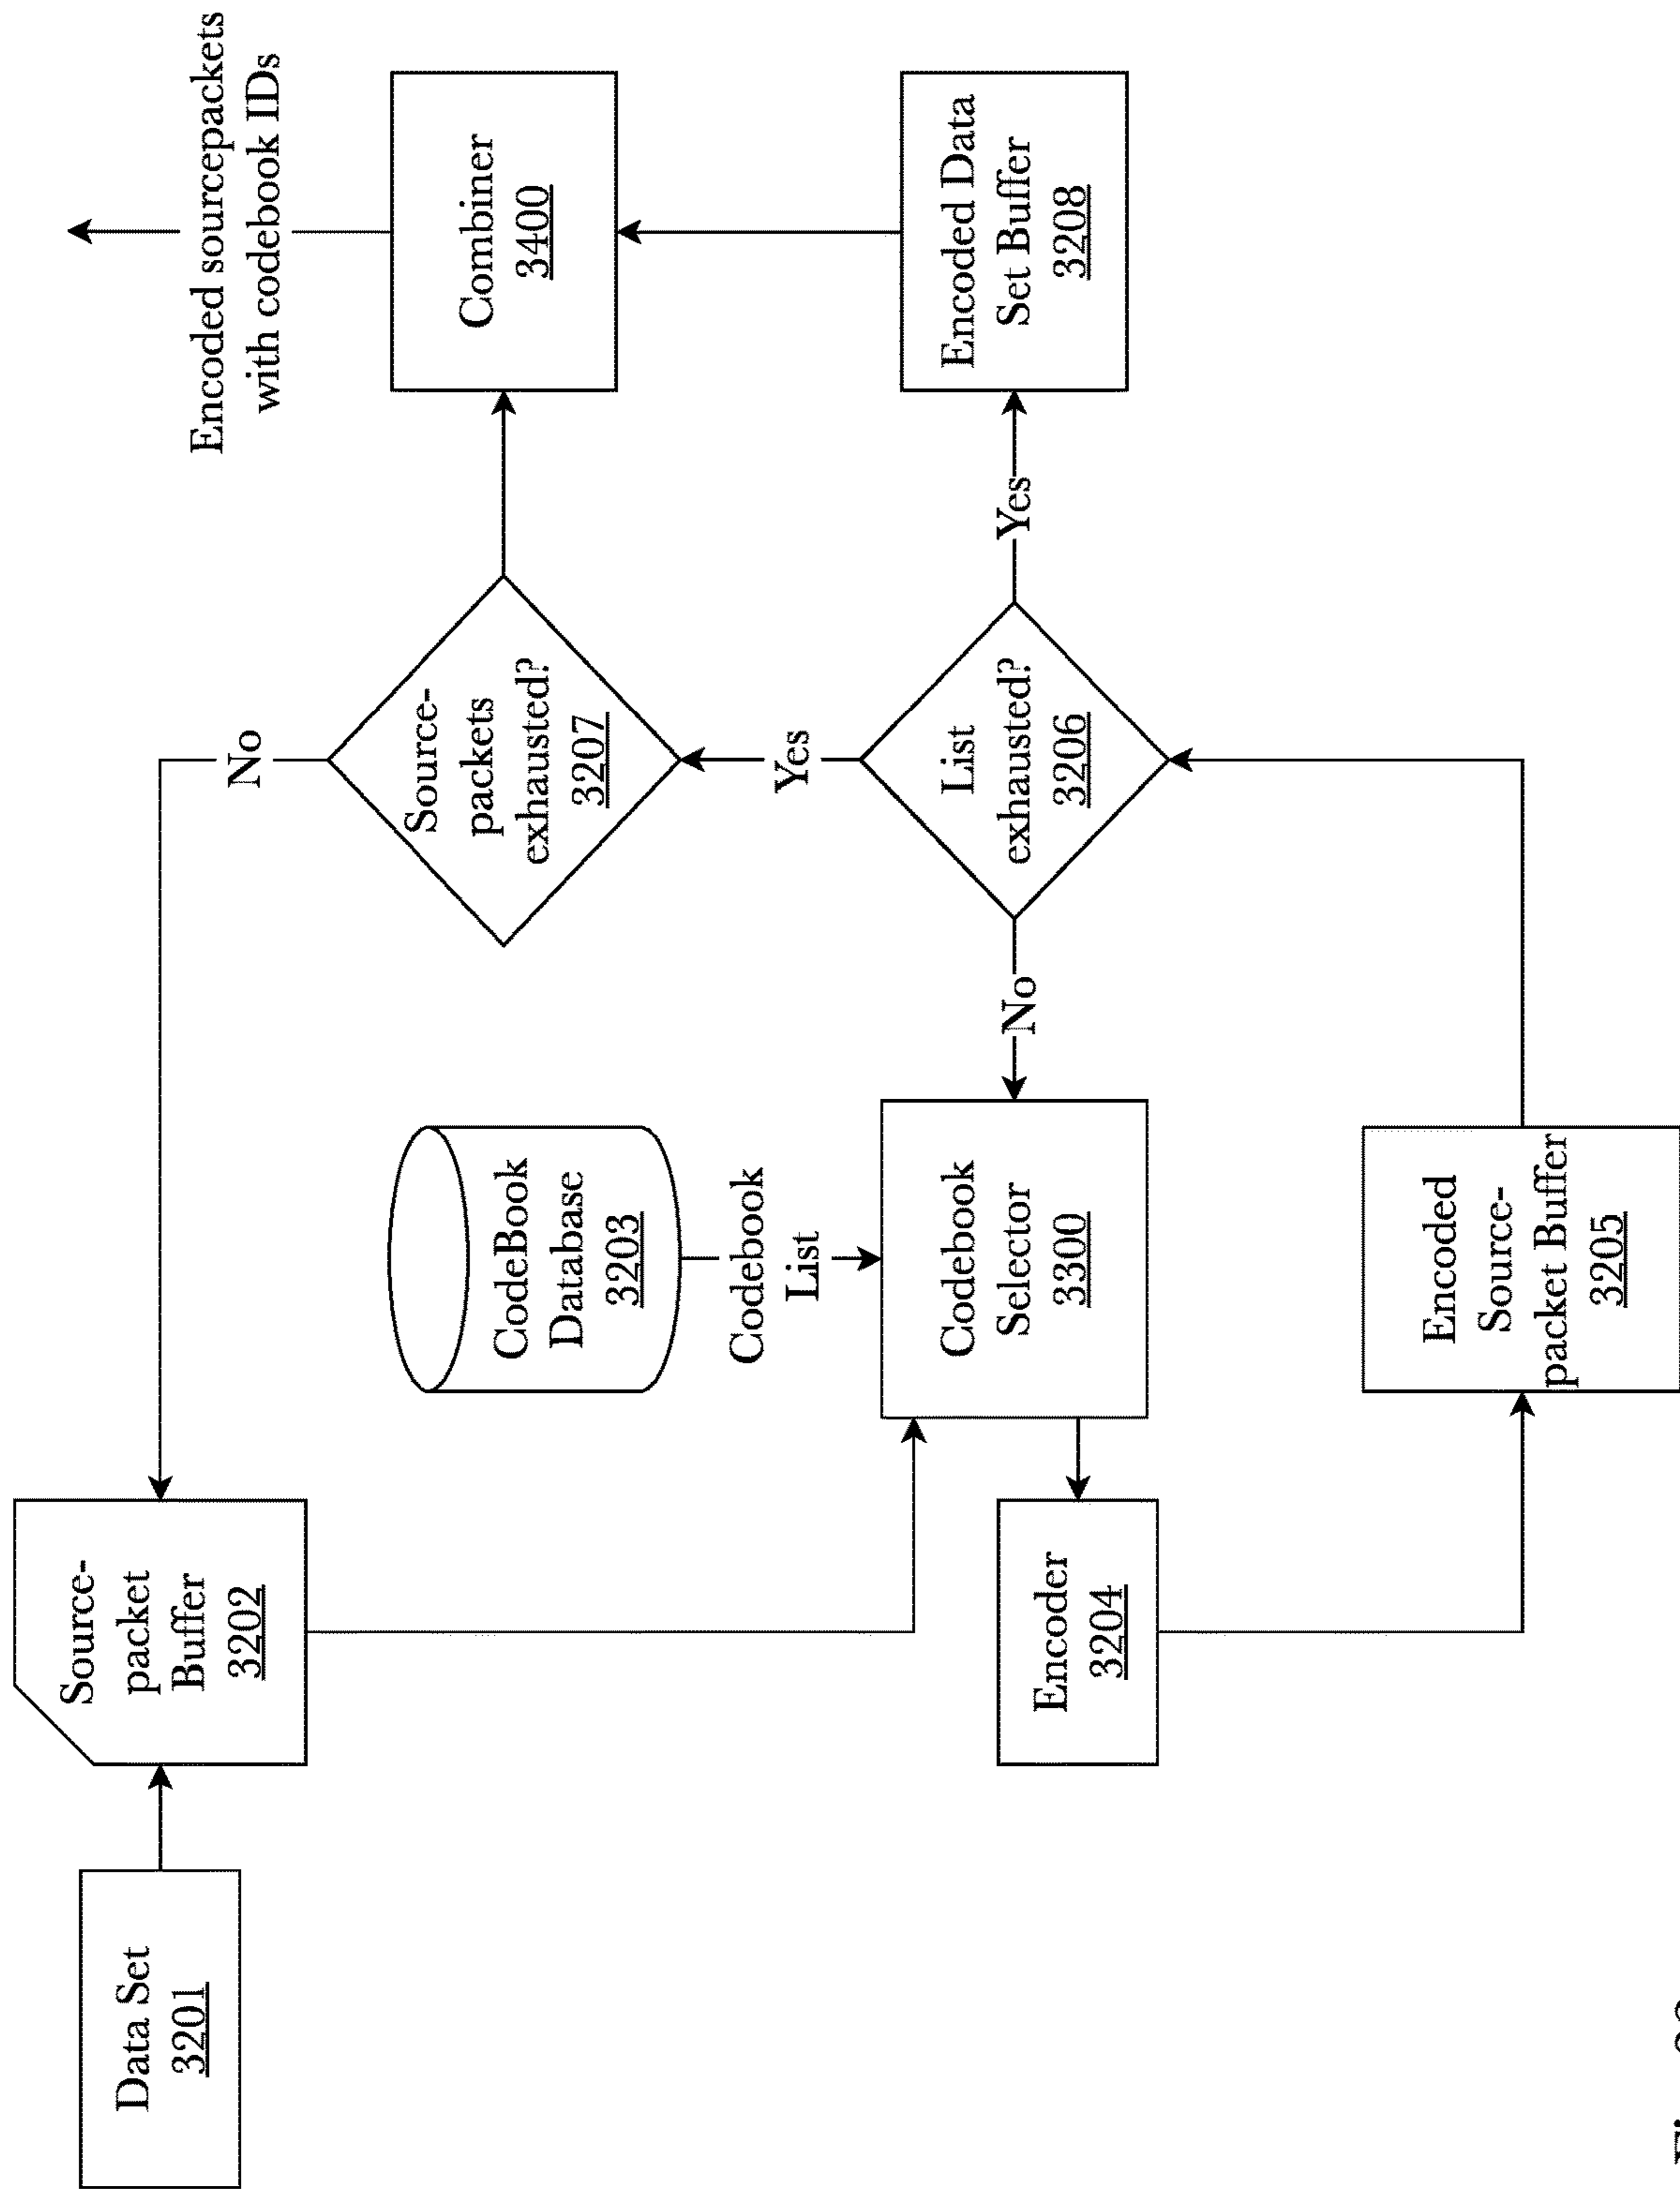 Data Set
3201
Source-
packet
Buffer
3202
No
Encoded sourcepackets
with codebook IDs
CodeBook
Database
3203
Source-
packets
exhausted?
3207
Combiner
3400
Codebook
List
Yes
Encoder
3204
Codebook
Selector
3300
No
List
exhausted?
3206
Yes
Encoded Data
Set Buffer
3208
Encoded
Source-
packet Buffer
3205